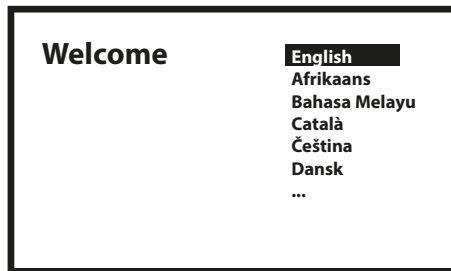 Welcome
English
Afrikaans
Bahasa Melayu
Català
Čeština
Dansk
...